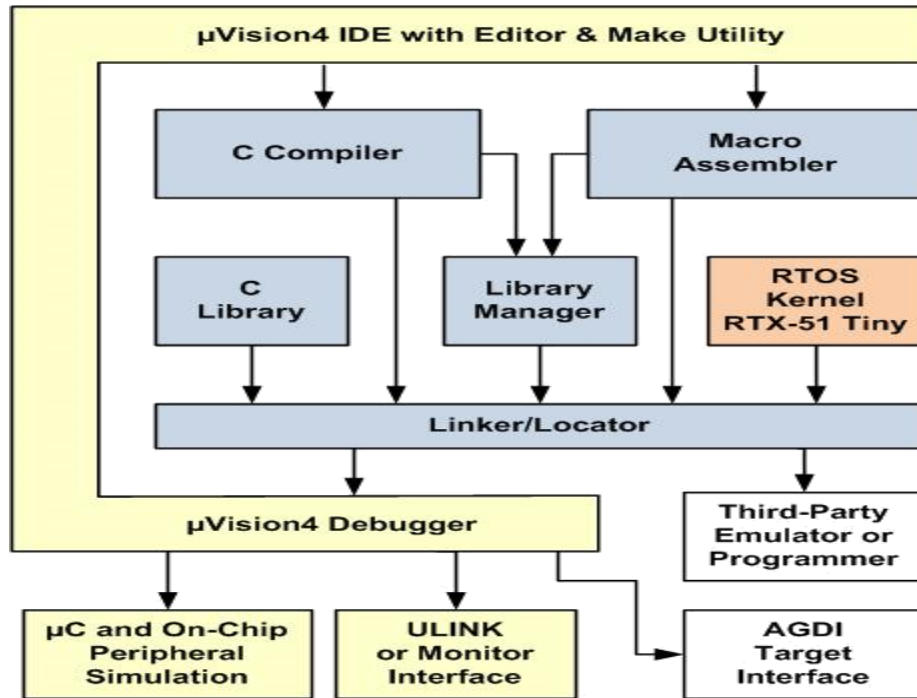 µVision4 IDE with Editor & Make Utility
C Compiler
Macro
Assembler
C
Library
Library
Manager
RTOS
Kernel
RTX-51 Tiny
Linker/Locator
µVision4 Debugger
Third-Party
Emulator or
Programmer
µC and On-Chip
Peripheral
Simulation
ULINK
or Monitor
Interface
AGDI
Target
Interface